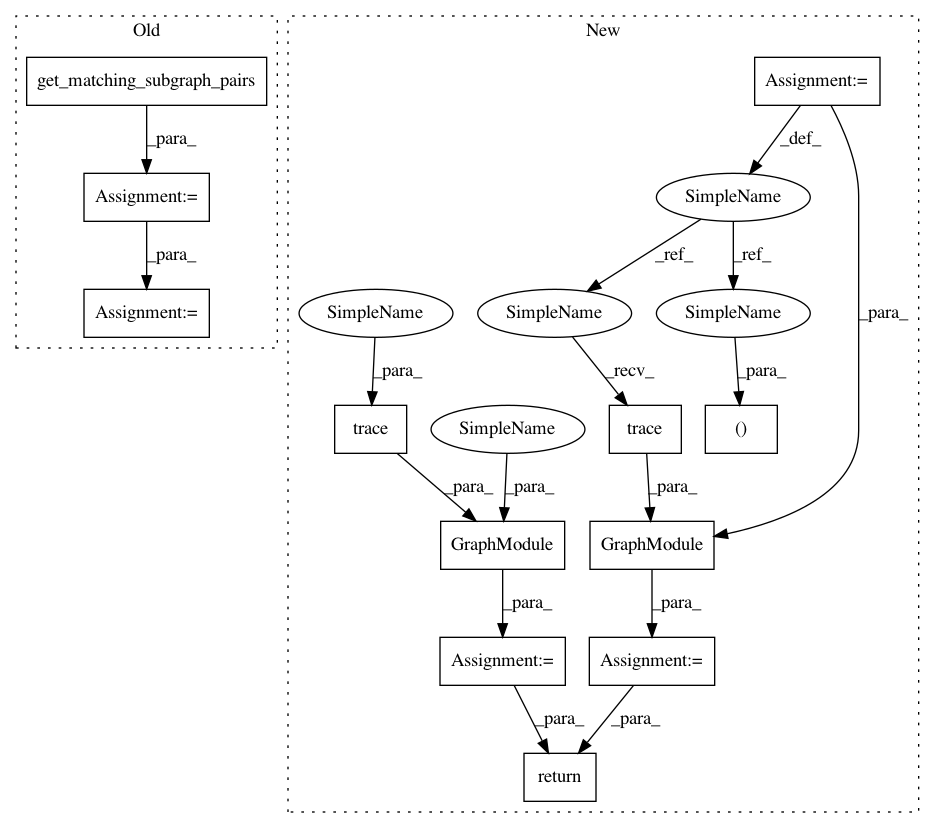 Old
New
get_matching_subgraph_pairs
Assignment:=
_para_
_def_
Assignment:=
SimpleName
_para_
_ref_
_ref_
Assignment:=
SimpleName
SimpleName
SimpleName
_para_
_para_
_recv_
_para_
trace
SimpleName
trace
()
_para_
_para_
_para_
GraphModule
GraphModule
_para_
_para_
Assignment:=
Assignment:=
_para_
_para_
return